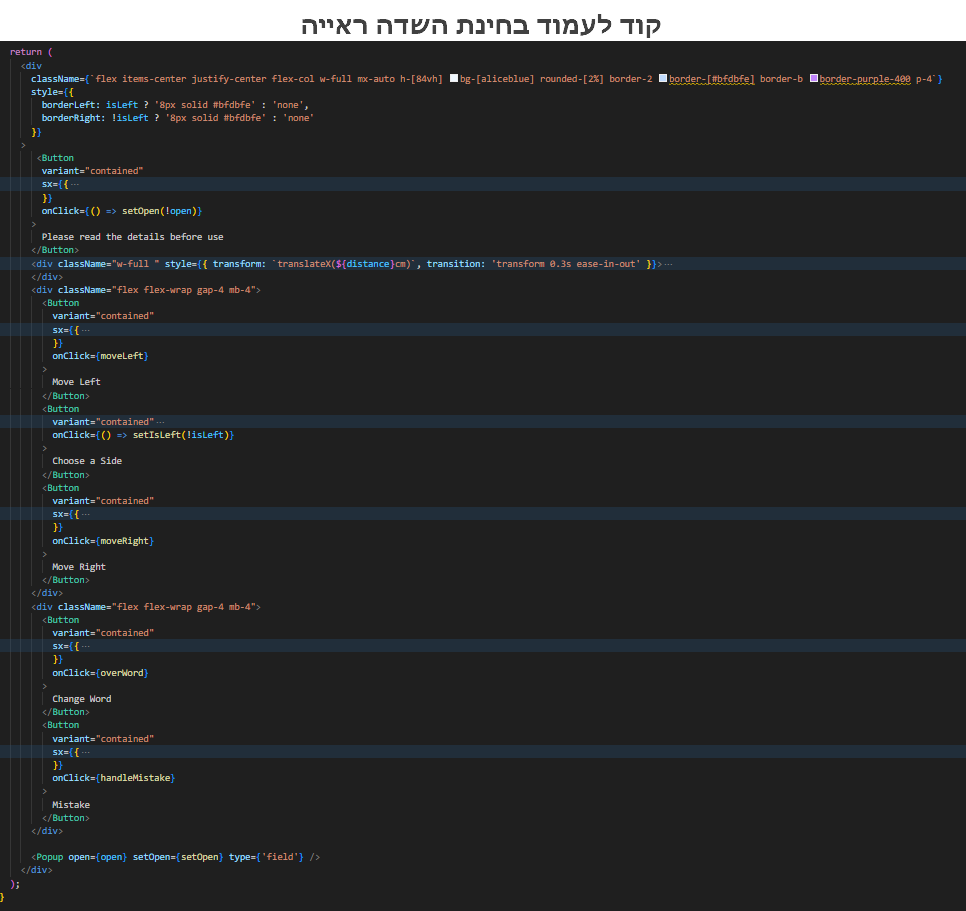 קוד לעמוד בחינת השדה ראייה
return (
<div
className={`flex items-center justify-center flex-col w-full mx-auto h-[84vh] bg-[aliceblue] rounded-[2%] border-2 border-[#bfdbfe] border-b border-purple-400 p-4`}
style={{
borderLeft: isLeft ? '8px solid #bfdbfe' : 'none',
borderRight: !isLeft ? '8px solid #bfdbfe' : 'none'
}}
>
<Button
variant="contained"
sx={{ ···
}}
onClick={() => setOpen(!open)}
>
Please read the details before use
</Button>
<div className="w-full " style={{ transform: `translateX(${distance}cm)`, transition: 'transform 0.3s ease-in-out' }}> ···
</div>
<div className="flex flex-wrap gap-4 mb-4">
<Button
variant="contained"
sx={{ ···
}}
onClick={moveLeft}
>
Move Left
</Button>
<Button
variant="contained" ···
onClick={() => setIsLeft(!isLeft)}
>
Choose a Side
</Button>
<Button
variant="contained"
sx={{ ···
}}
onClick={moveRight}
>
Move Right
</Button>
</div>
<div className="flex flex-wrap gap-4 mb-4">
<Button
variant="contained"
sx={{ ···
}}
onClick={overWord}
>
Change Word
</Button>
<Button
variant="contained"
sx={{ ···
}}
onClick={handleMistake}
>
Mistake
</Button>
</div>
<Popup open={open} setOpen={setOpen} type={'field'} />
</div>
);
}